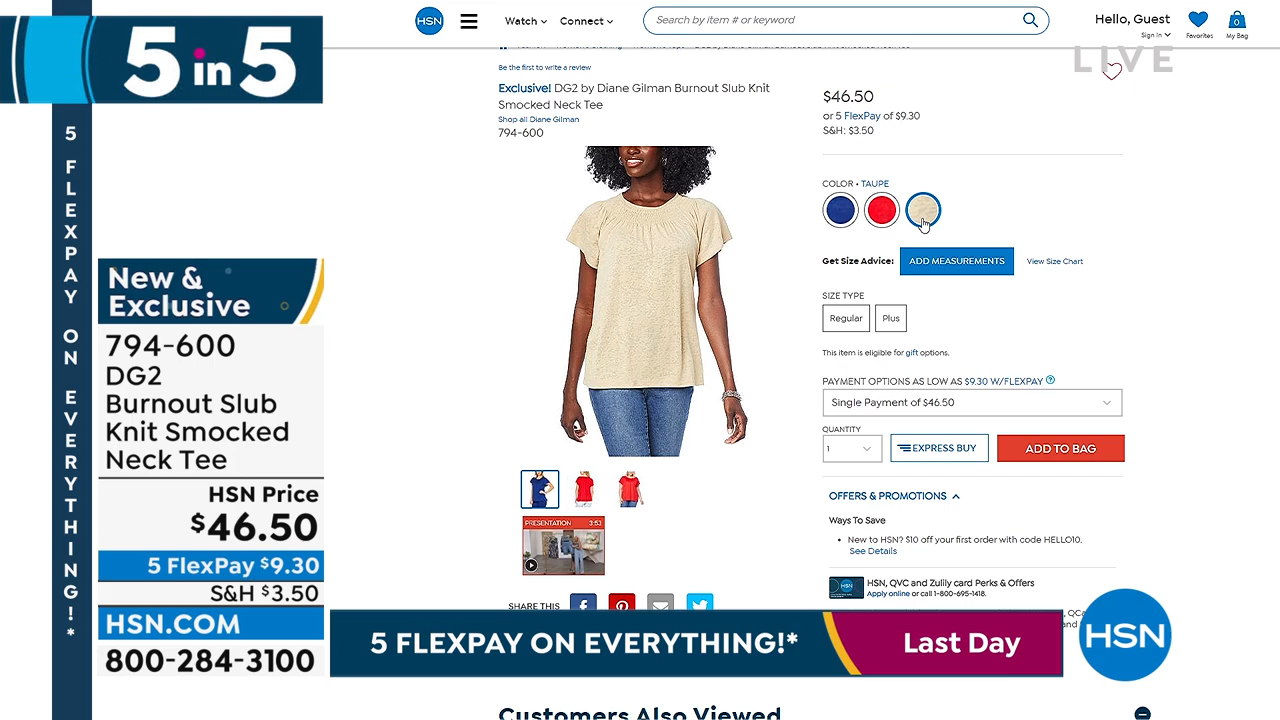 5 in 5
5 FLEXPAY ON EVERYTHING!*
New &
Exclusive
794-600
DG2
Burnout Slub
Knit Smocked
Neck Tee
HSN Price
$46.50
5 FlexPay $9.30
S&H $3.50
HSN.COM
800-284-3100
HSN
Watch
Connect
Search by item # or keyword
Hello, Guest
Sign In
Favorites
0
My Bag
LIVE
Be the first to write a review
Exclusive! DG2 by Diane Gilman Burnout Slub Knit
Smocked Neck Tee
Shop all Diane Gilman
794-600
PRESENTATION 3:53
SHARE THIS
$46.50
or 5 FlexPay of $9.30
S&H: $3.50
COLOR • TAUPE
Get Size Advice: ADD MEASUREMENTS View Size Chart
SIZE TYPE
Regular Plus
This item is eligible for gift options.
PAYMENT OPTIONS AS LOW AS $9.30 W/FLEXPAY
Single Payment of $46.50
QUANTITY
1
EXPRESS BUY
ADD TO BAG
OFFERS & PROMOTIONS
Ways To Save
• New to HSN? $10 off your first order with code HELLO10.
See Details
HSN, QVC and Zulily card Perks & Offers
Apply online or call 1-800-695-1418.
5 FLEXPAY ON EVERYTHING!*
Last Day
HSN
Customers Also Viewed